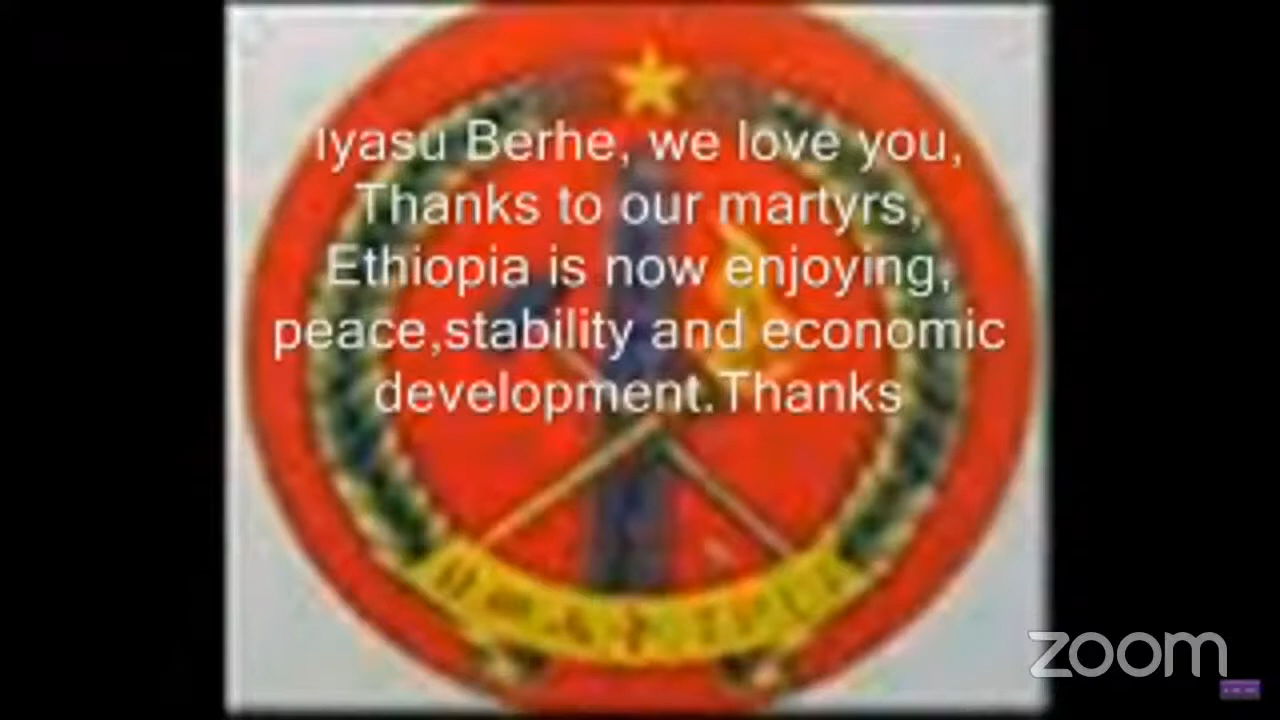 Iyasu Berhe, we love you,
Thanks to our martyrs,
Ethiopia is now enjoying,
peace,stability and economic
development.Thanks
zoom